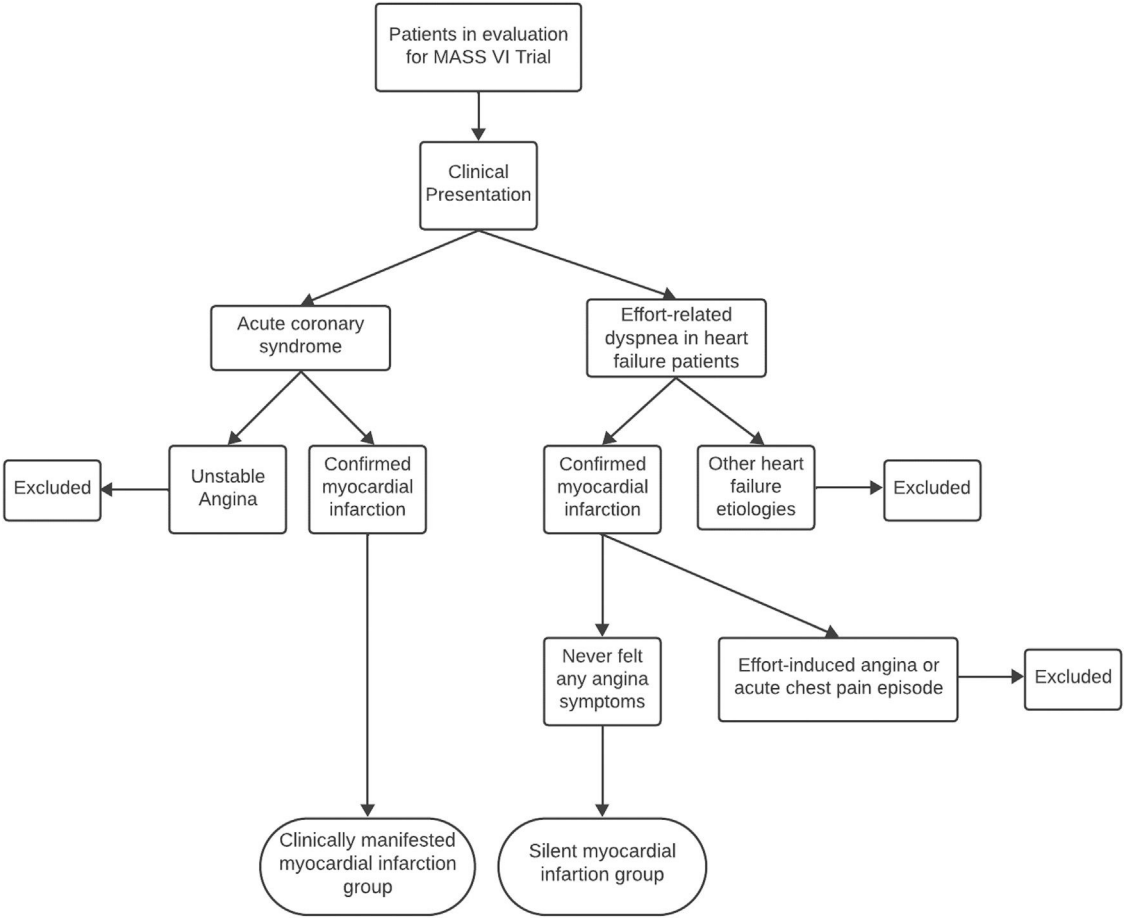 Patients in evaluation
for MASS VI Trial
Clinical
Presentation
Acute coronary
syndrome
Effort-related
dyspnea in heart
failure patients
Excluded
Unstable
Angina
Confirmed
myocardial
infarction
Confirmed
myocardial
infarction
Other heart
failure
etiologies
Excluded
Never felt
any angina
symptoms
Effort-induced angina or
acute chest pain episode
Excluded
Clinically manifested
myocardial infarction
group
Silent myocardial
infartion group